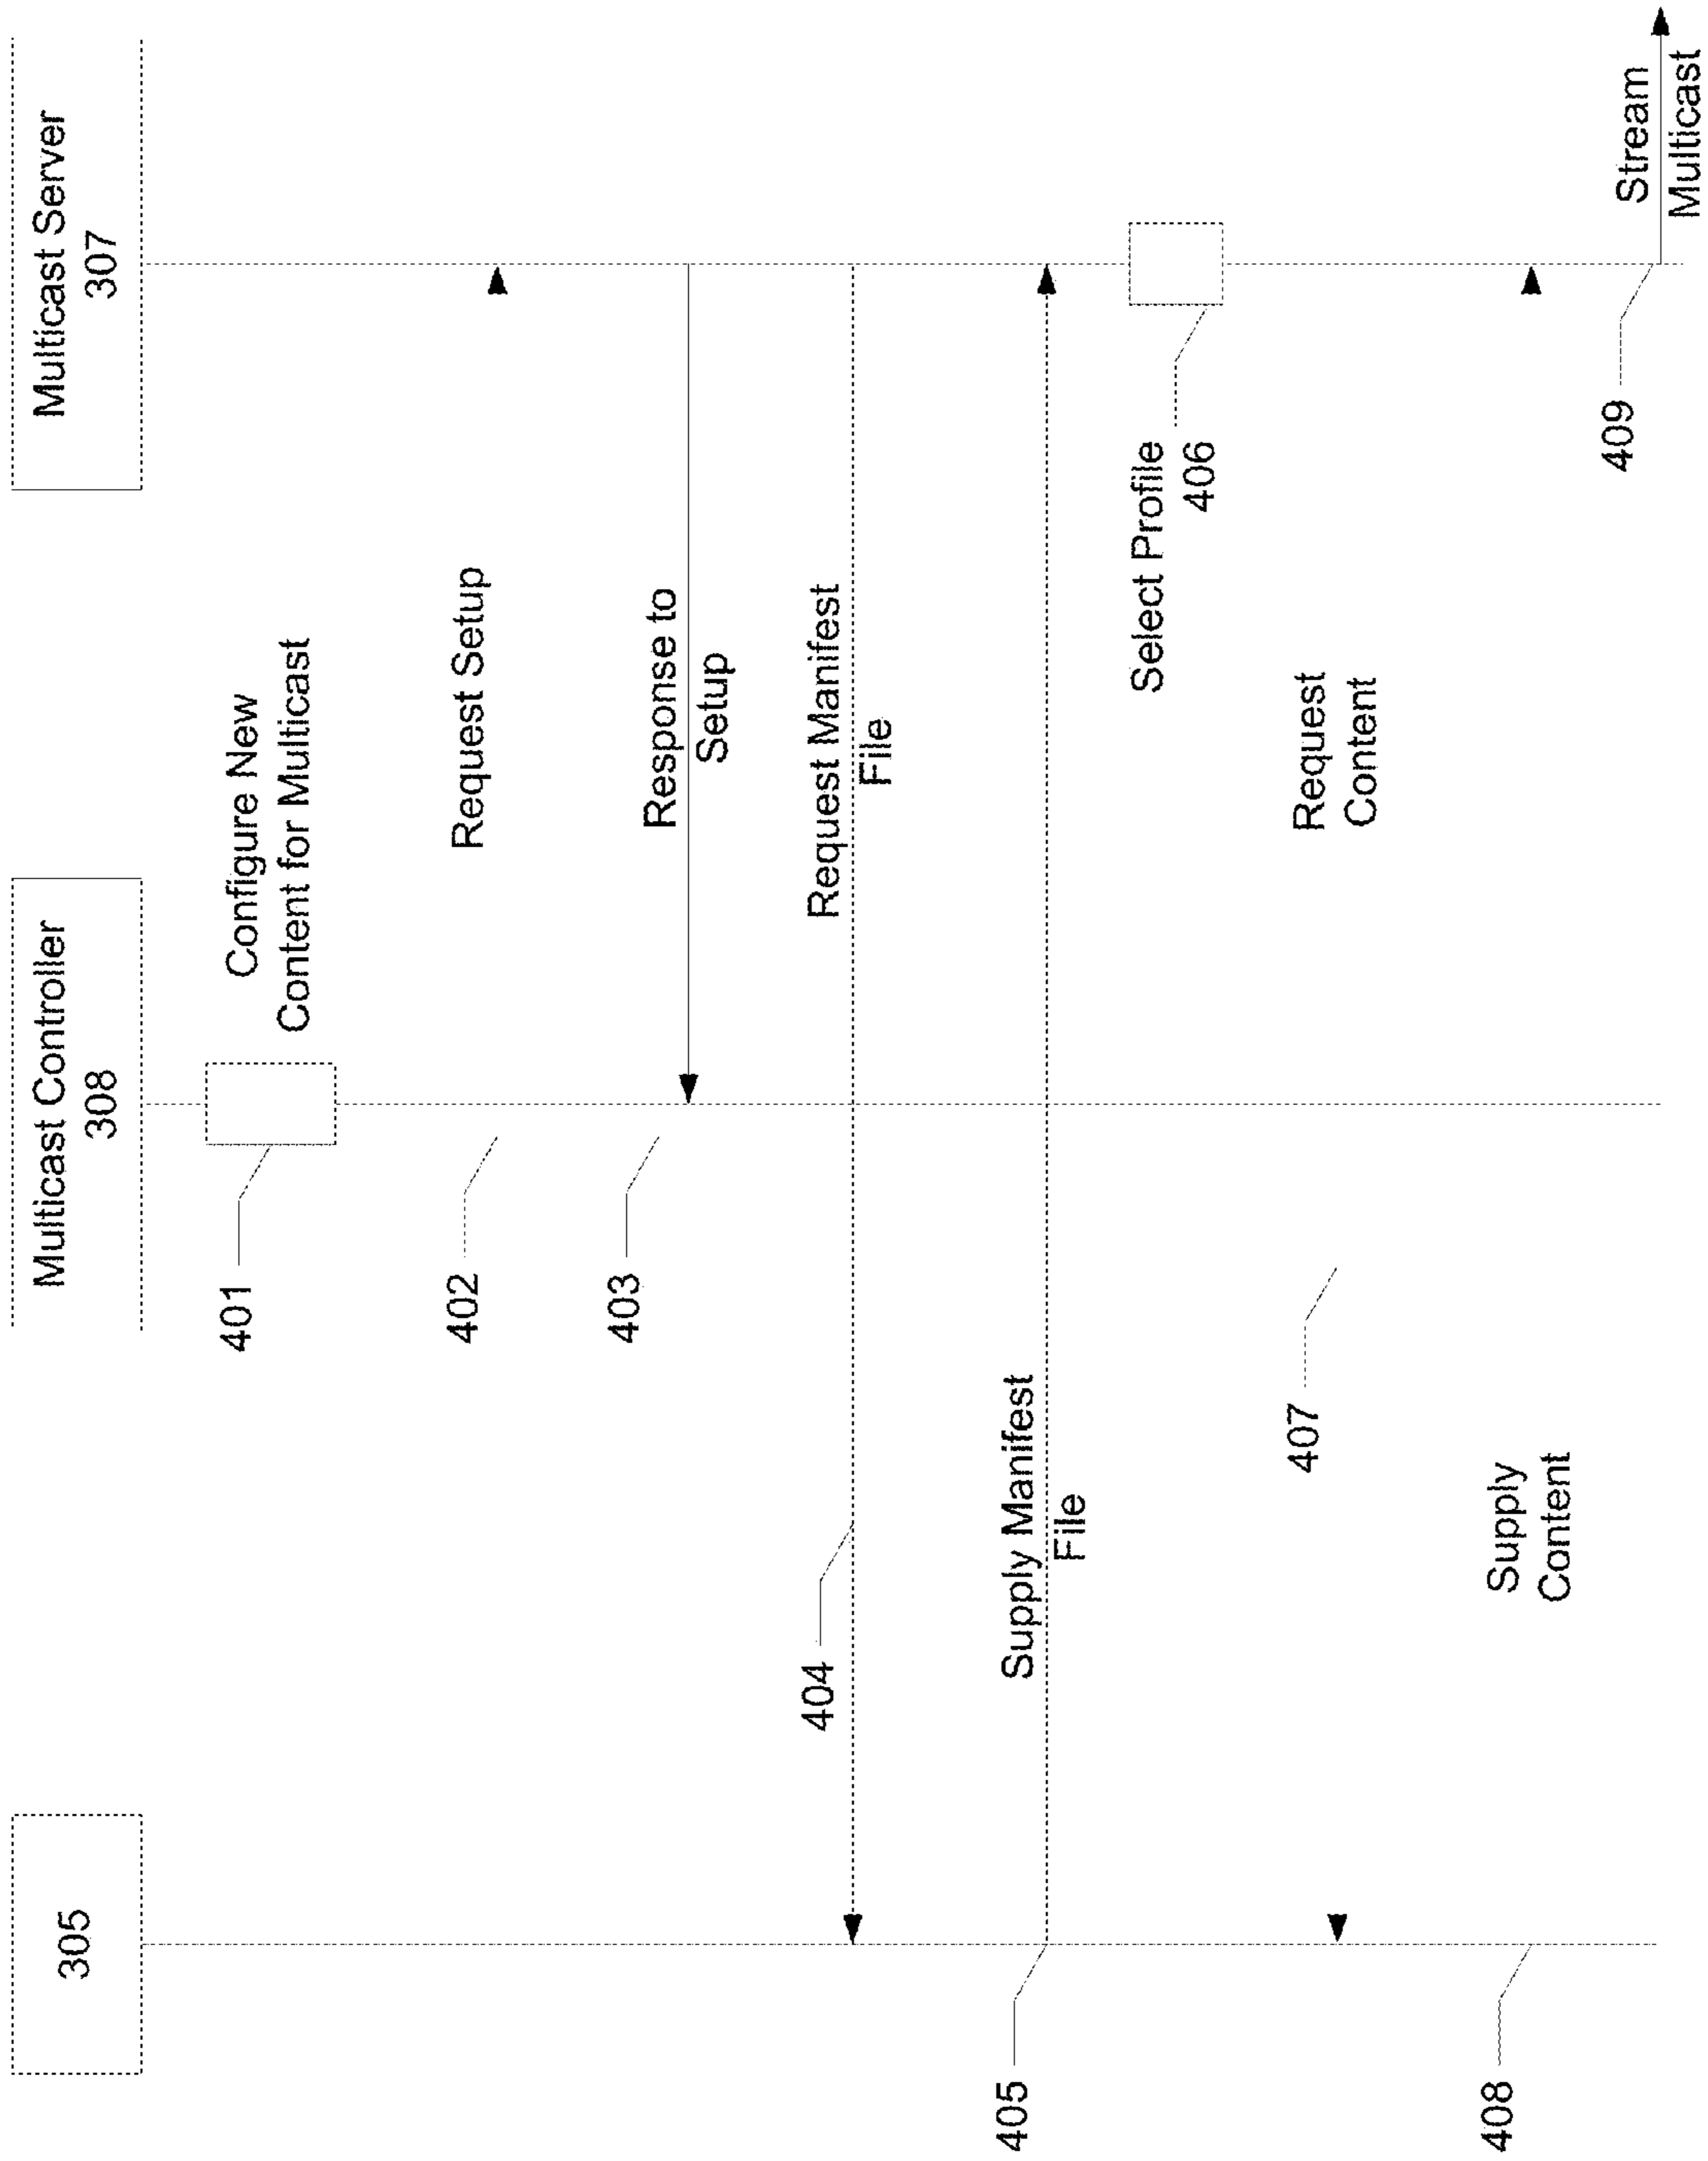 305
Multicast Controller
308
Multicast Server
307
401
Configure New
Content for Multicast
402
Request Setup
403
Response to
Setup
404
Request Manifest
File
405
Supply Manifest
File
Select Profile
406
407
Request
Content
408
Supply
Content
409
Stream
Multicast